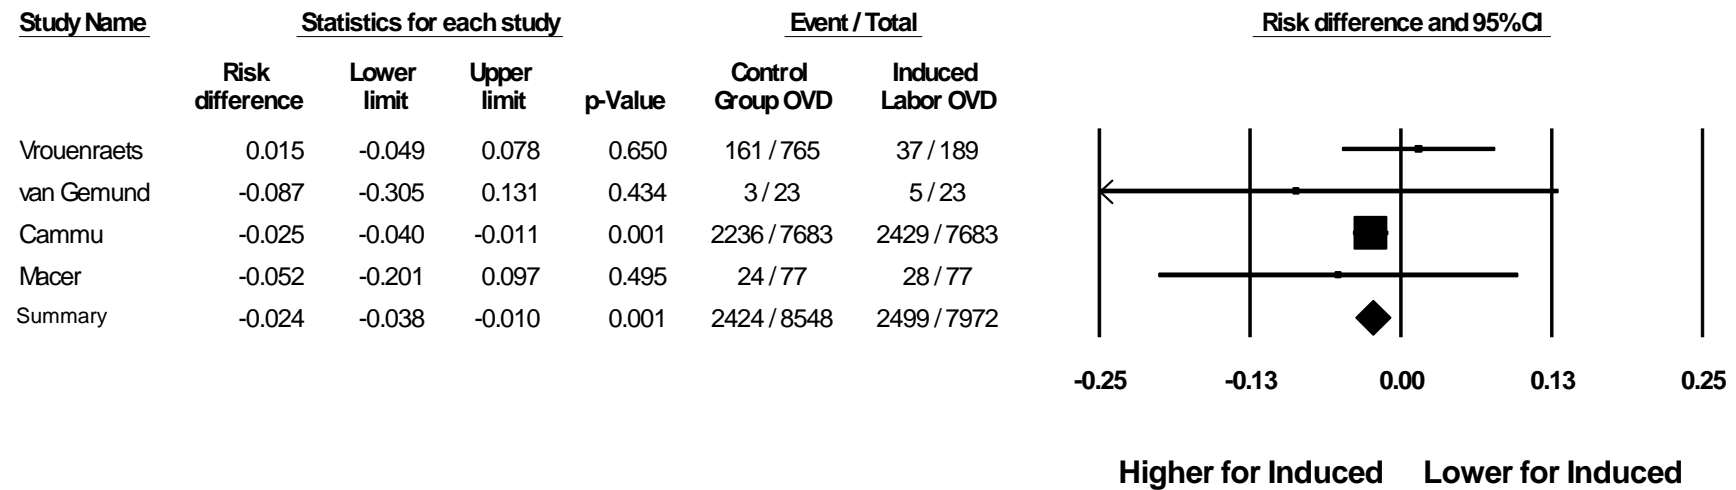 Study Name Statistics for each study Event / Total Risk difference and 95% CI
Risk Lower Upper Control Induced
difference limit limit p-Value Group OVD Labor OVD
Vrouenraets 0.015 -0.049 0.078 0.650 161 / 765 37 / 189
van Gemund -0.087 -0.305 0.131 0.434 3 / 23 5 / 23
Cammu -0.025 -0.040 -0.011 0.001 2236 / 7683 2429 / 7683
Macer -0.052 -0.201 0.097 0.495 24 / 77 28 / 77
Summary -0.024 -0.038 -0.010 0.001 2424 / 8548 2499 / 7972
-0.25 -0.13 0.00 0.13 0.25
Higher for Induced Lower for Induced